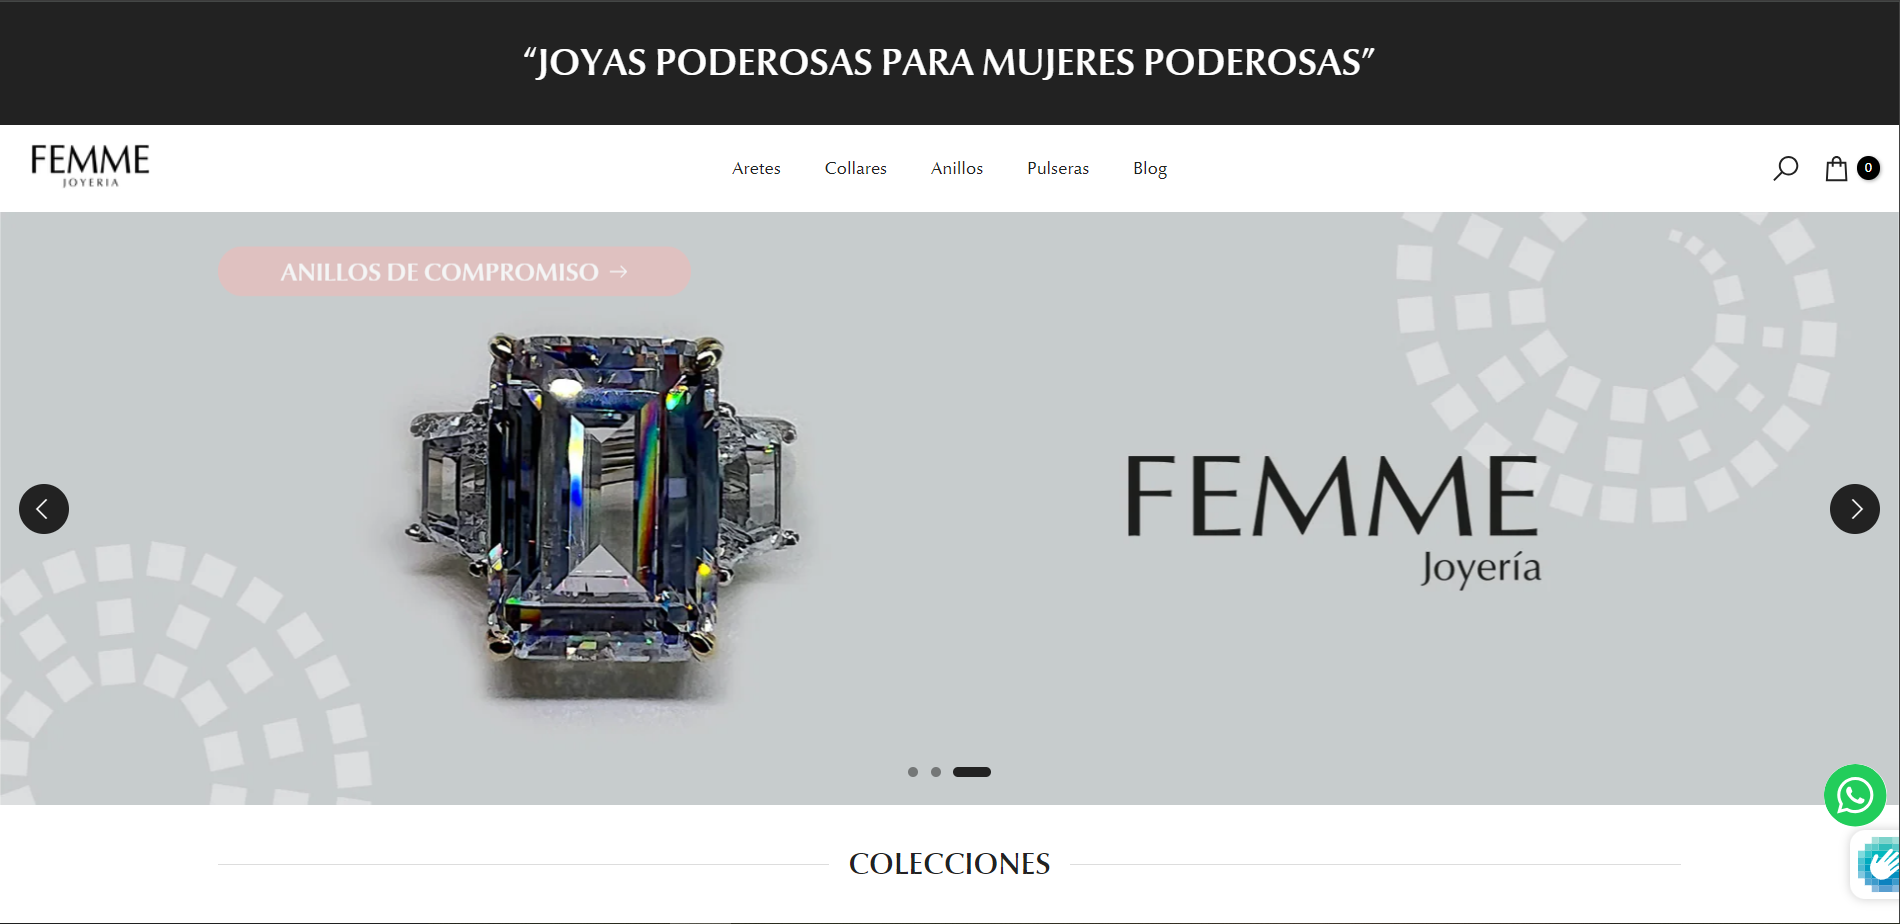 “JOYAS PODEROSAS PARA MUJERES PODEROSAS”
FEMME
JOYERIA
Aretes
Collares
Anillos
Pulseras
Blog
0
ANILLOS DE COMPROMISO →
FEMME
Joyería
COLECCIONES